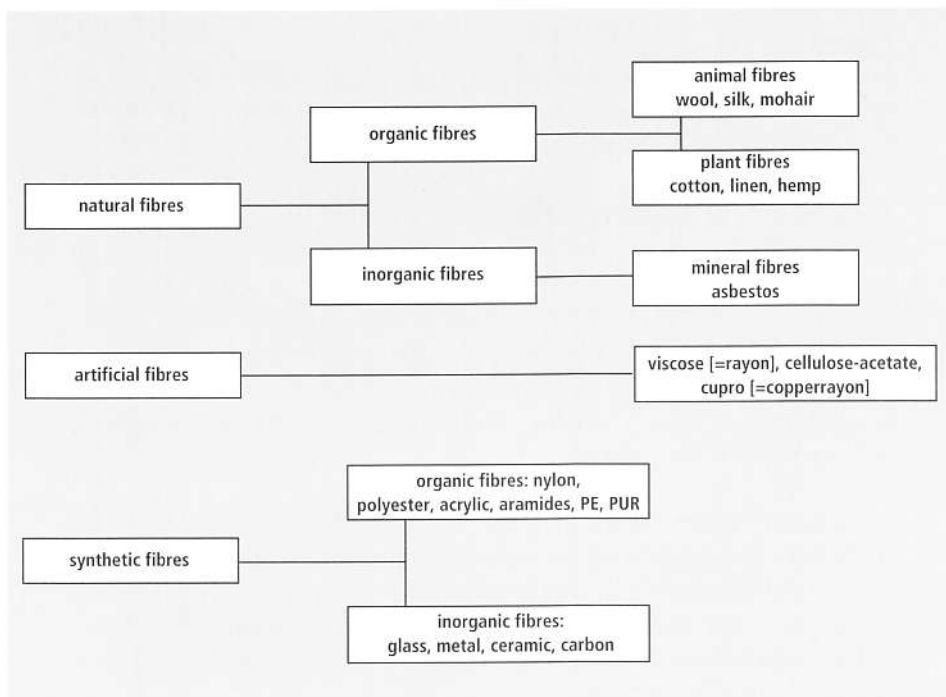 animal fibres
wool, silk, mohair
organic fibres
plant fibres
cotton, linen, hemp
natural fibres
inorganic fibres
mineral fibres
asbestos
artificial fibres
viscose [=rayon], cellulose-acetate,
cupro [=copperrayon]
organic fibres: nylon,
polyester, acrylic, aramides, PE, PUR
synthetic fibres
inorganic fibres:
glass, metal, ceramic, carbon